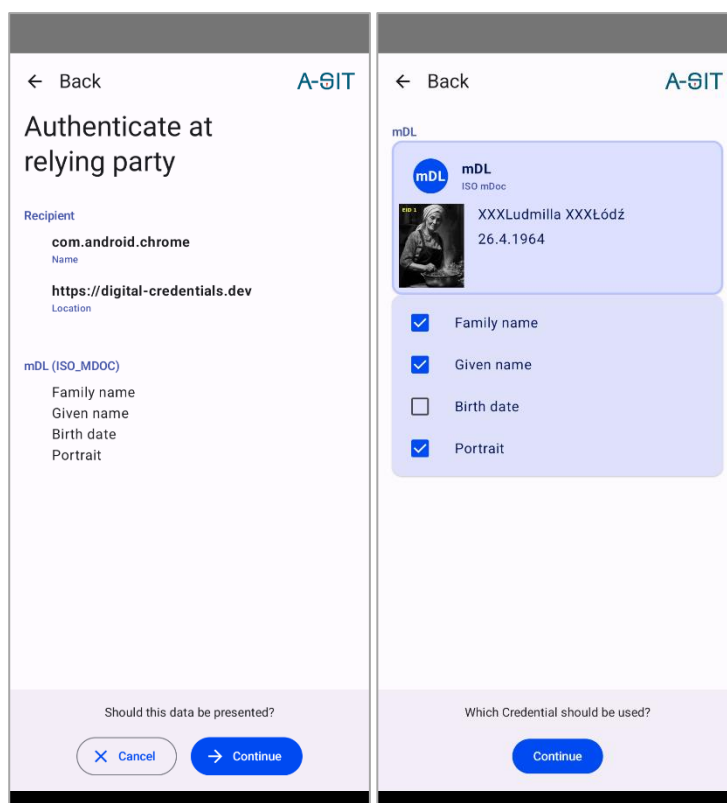 ← Back A-SIT
Authenticate at
relying party
Recipient
com.android.chrome
Name
https://digital-credentials.dev
Location
mDL (ISO_MDOC)
Family name
Given name
Birth date
Portrait
Should this data be presented?
Cancel
Continue
← Back A-SIT
mDL
mDL
mDL
ISO mDoc
EID 1
XXXLudmilla XXXŁódź
26.4.1964
Family name
Given name
Birth date
Portrait
Which Credential should be used?
Continue